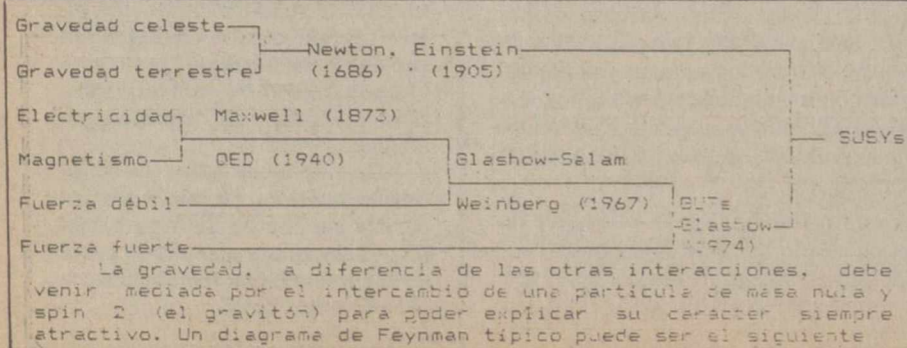 Gravedad celeste
Newton, Einstein
Gravedad terrestre (1686) (1905)
Electricidad Maxwell (1873)
SUSYs
Magnetismo QED (1940) Glashow-Salam
Fuerza débil Weinberg (1967) GUTs
Glashow
Fuerza fuerte (1974)
La gravedad, a diferencia de las otras interacciones, debe
venir mediada por el intercambio de una partícula de masa nula y
spin 2 (el gravitón) para poder explicar su carácter siempre
atractivo. Un diagrama de Feynman típico puede ser el siguiente